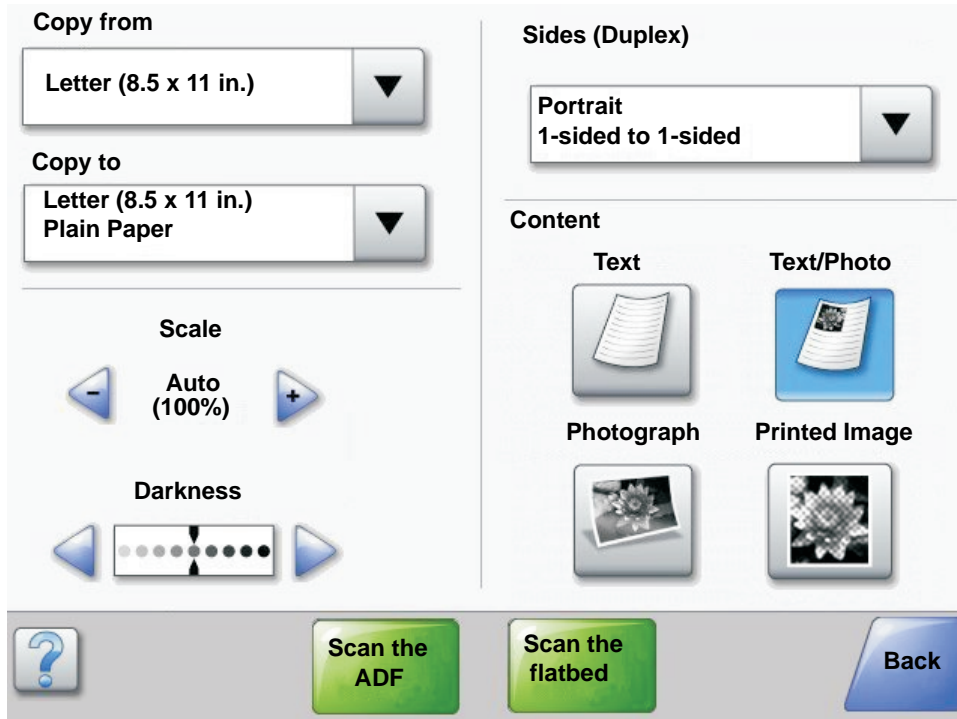 Copy from
Letter (8.5 x 11 in.)
Copy to
Letter (8.5 x 11 in.)
Plain Paper
Scale
-
Auto
(100%)
+
Darkness
Sides (Duplex)
Portrait
1-sided to 1-sided
Content
Text
Text/Photo
Photograph
Printed Image
?
Scan the
ADF
Scan the
flatbed
Back